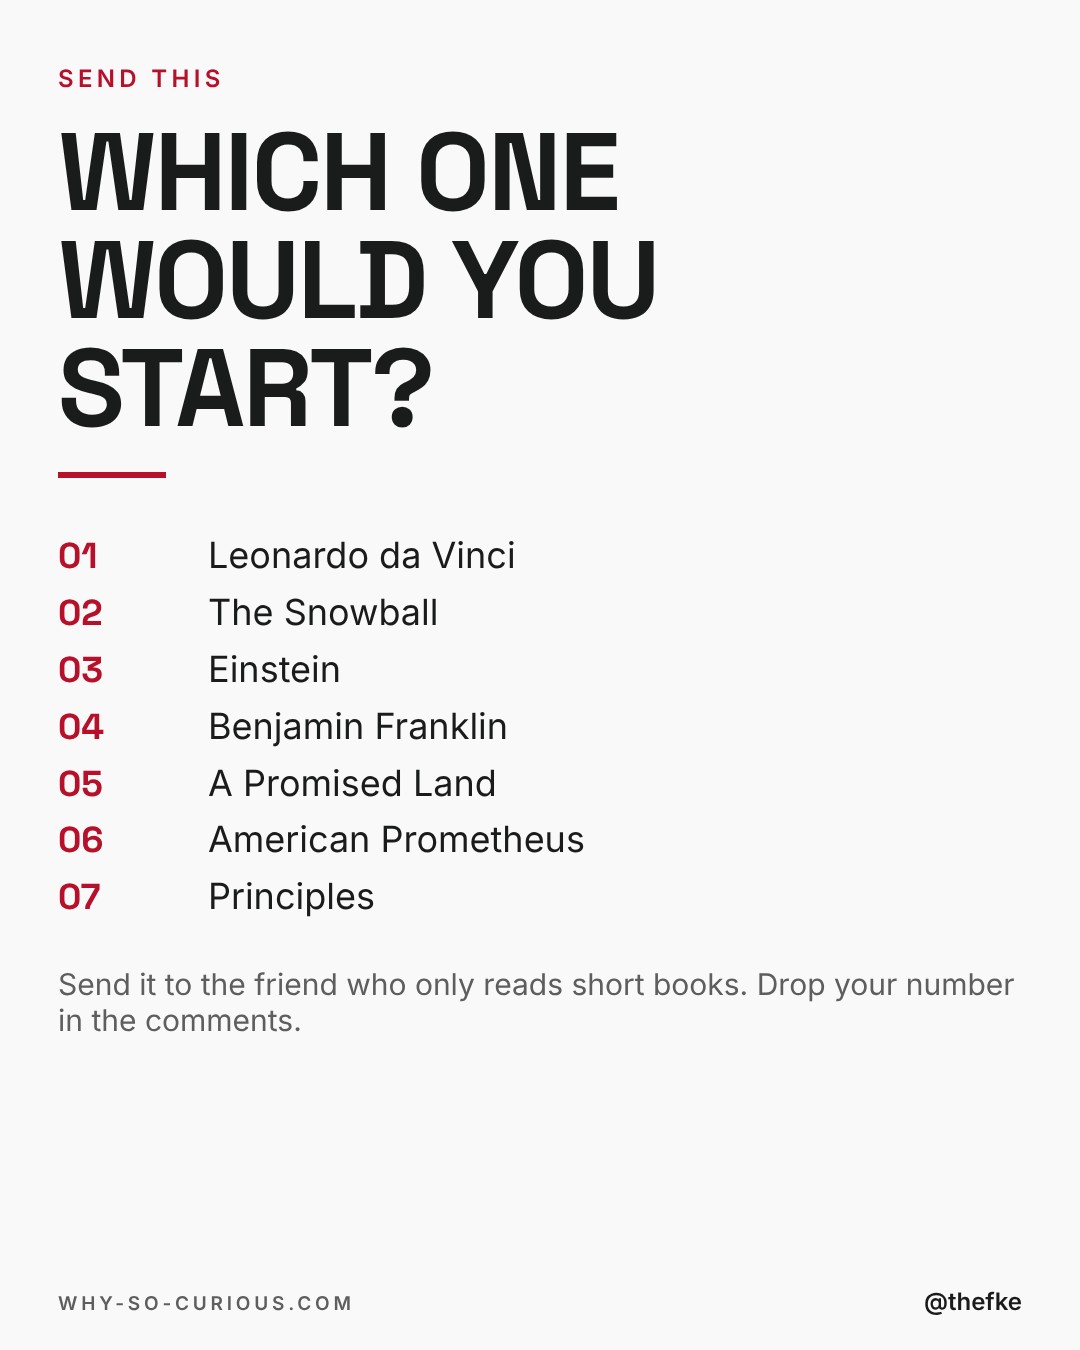 SEND THIS
WHICH ONE
WOULD YOU
START?
01 Leonardo da Vinci
02 The Snowball
03 Einstein
04 Benjamin Franklin
05 A Promised Land
06 American Prometheus
07 Principles
Send it to the friend who only reads short books. Drop your number
in the comments.
WHY-SO-CURIOUS.COM @thefke